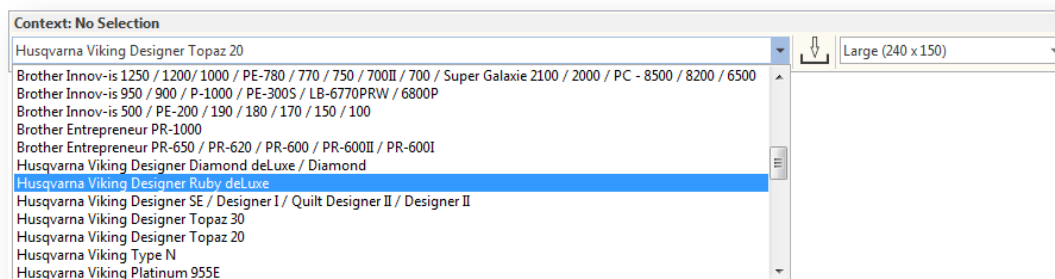 Context: No Selection
Husqvarna Viking Designer Topaz 20
Large (240 x 150)
Brother Innov-is 1250 / 1200/ 1000 / PE-780 / 770 / 750 / 700II / 700 / Super Galaxie 2100 / 2000 / PC - 8500 / 8200 / 6500
Brother Innov-is 950 / 900 / P-1000 / PE-300S / LB-6770PRW / 6800P
Brother Innov-is 500 / PE-200 / 190 / 180 / 170 / 150 / 100
Brother Entrepreneur PR-1000
Brother Entrepreneur PR-650 / PR-620 / PR-600 / PR-600II / PR-600I
Husqvarna Viking Designer Diamond deLuxe / Diamond
Husqvarna Viking Designer Ruby deLuxe
Husqvarna Viking Designer SE / Designer I / Quilt Designer II / Designer II
Husqvarna Viking Designer Topaz 30
Husqvarna Viking Designer Topaz 20
Husqvarna Viking Type N
Husqvarna Viking Platinum 955E